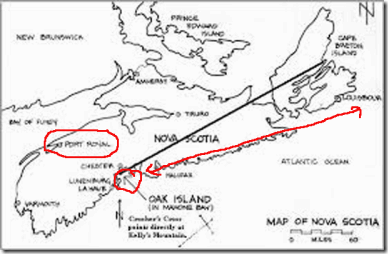 PRINCE
EDWARD
ISLAND
NEW BRUNSWICK
CAPE
BRETON
ISLAND
AMHERST
LOUISBOURG
BAY OF FUNDY
TRURO
PORT ROYAL
NOVA SCOTIA
CHESTER
LUNENBURG
LA HAVE
HALIFAX
ATLANTIC OCEAN
YARMOUTH
OAK ISLAND
(IN MAHONE BAY)
Crosher's Cross
points directly at
Kelly's Mountain.
MAP OF NOVA SCOTIA
0 MILES 60